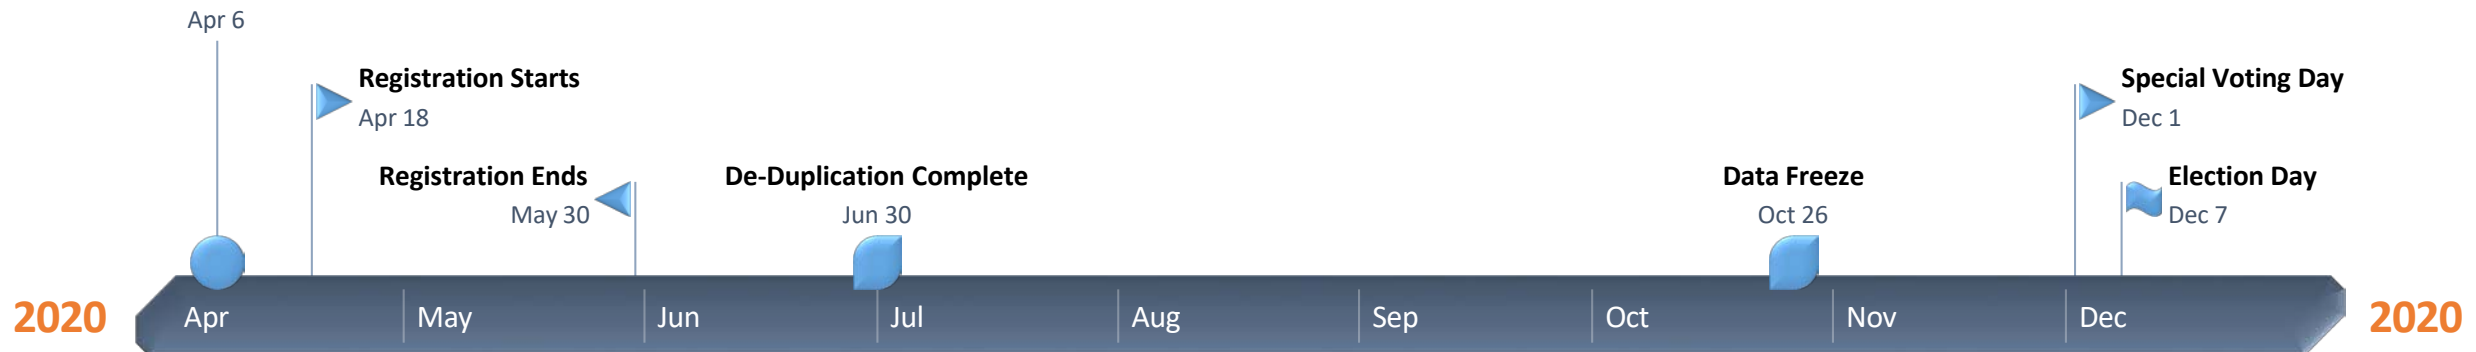 Apr 6
Registration Starts
Apr 18
Special Voting Day
Dec 1
Registration Ends
May 30
De-Duplication Complete
Jun 30
Data Freeze
Oct 26
Election Day
Dec 7
2020 Apr May Jun Jul Aug Sep Oct Nov Dec 2020